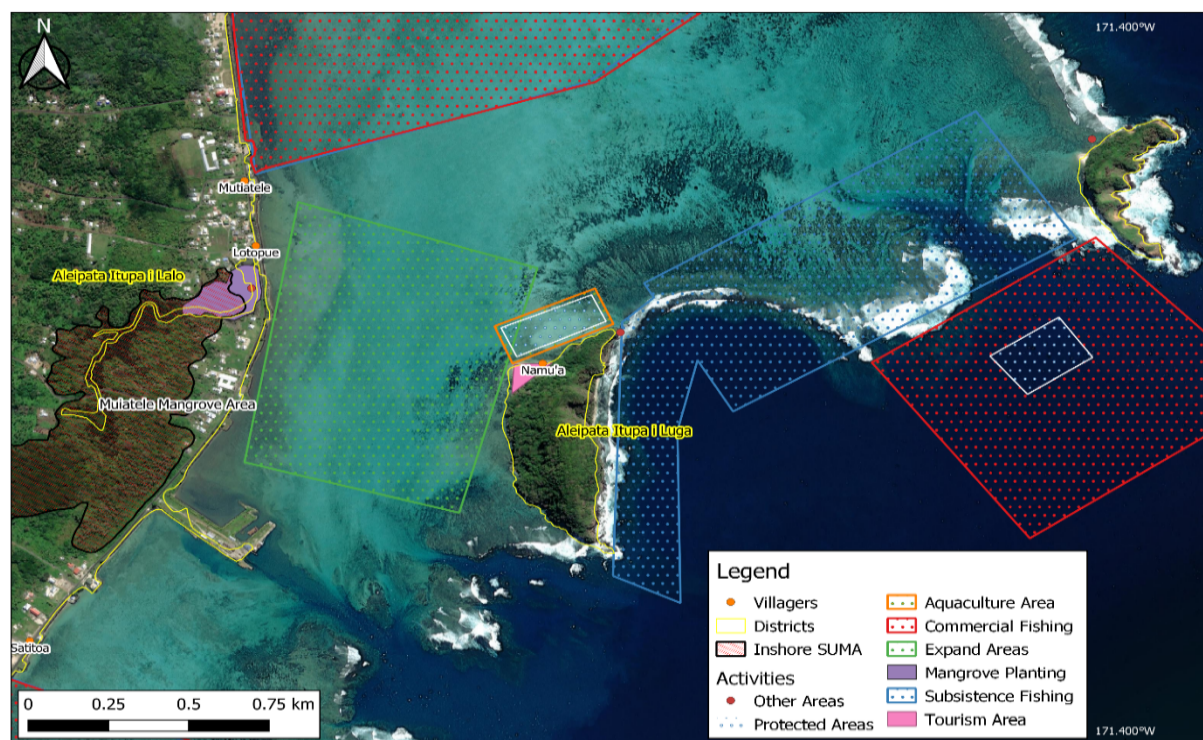 N
171.400°W
Mutiatele
Lotopue
Aleipata Itupa i Lalo
Namu'a
Muiatele Mangrove Area
Aleipata Itupa i Luga
Satitoa
0 0.25 0.5 0.75 km
Legend
Villagers
Districts
Inshore SUMA
Activities
Other Areas
Protected Areas
Aquaculture Area
Commercial Fishing
Expand Areas
Mangrove Planting
Subsistence Fishing
Tourism Area
171.400°W